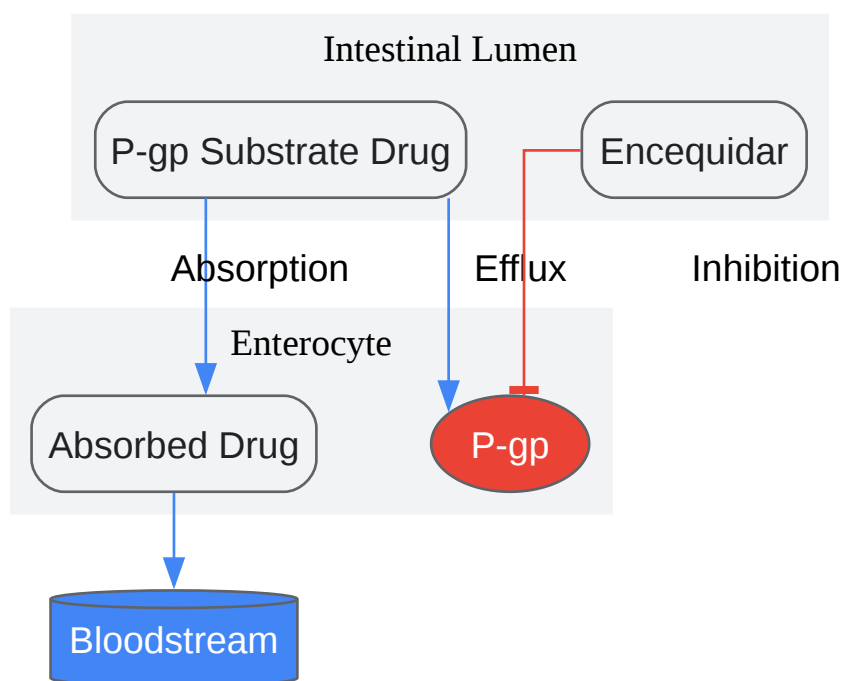 Intestinal Lumen
P-gp Substrate Drug
Encequidar
Absorption
Efflux
Inhibition
Enterocyte
Absorbed Drug
P-gp
Bloodstream